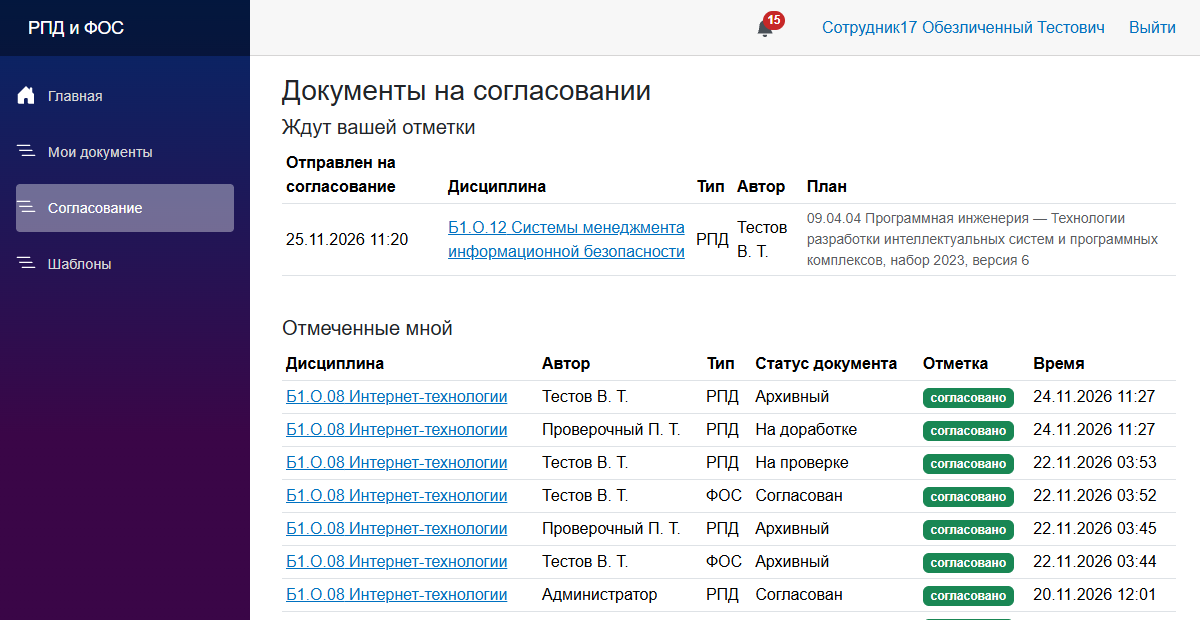 РПД и ФОС
15
Сотрудник17 Обезличенный Тестович
Выйти
Главная
Мои документы
Согласование
Шаблоны
Документы на согласовании
Ждут вашей отметки
Отправлен на
согласование
Дисциплина
Тип
Автор
План
25.11.2026 11:20
Б1.О.12 Системы менеджмента
информационной безопасности
РПД
Тестов
В. Т.
09.04.04 Программная инженерия — Технологии
разработки интеллектуальных систем и программных
комплексов, набор 2023, версия 6
Отмеченные мной
Дисциплина Автор Тип Статус документа Отметка Время
Б1.О.08 Интернет-технологии Тестов В. Т. РПД Архивный согласовано 24.11.2026 11:27
Б1.О.08 Интернет-технологии Проверочный П. Т. РПД На доработке согласовано 24.11.2026 11:27
Б1.О.08 Интернет-технологии Тестов В. Т. РПД На проверке согласовано 22.11.2026 03:53
Б1.О.08 Интернет-технологии Тестов В. Т. ФОС Согласован согласовано 22.11.2026 03:52
Б1.О.08 Интернет-технологии Проверочный П. Т. РПД Архивный согласовано 22.11.2026 03:45
Б1.О.08 Интернет-технологии Тестов В. Т. ФОС Архивный согласовано 22.11.2026 03:44
Б1.О.08 Интернет-технологии Администратор РПД Согласован согласовано 20.11.2026 12:01